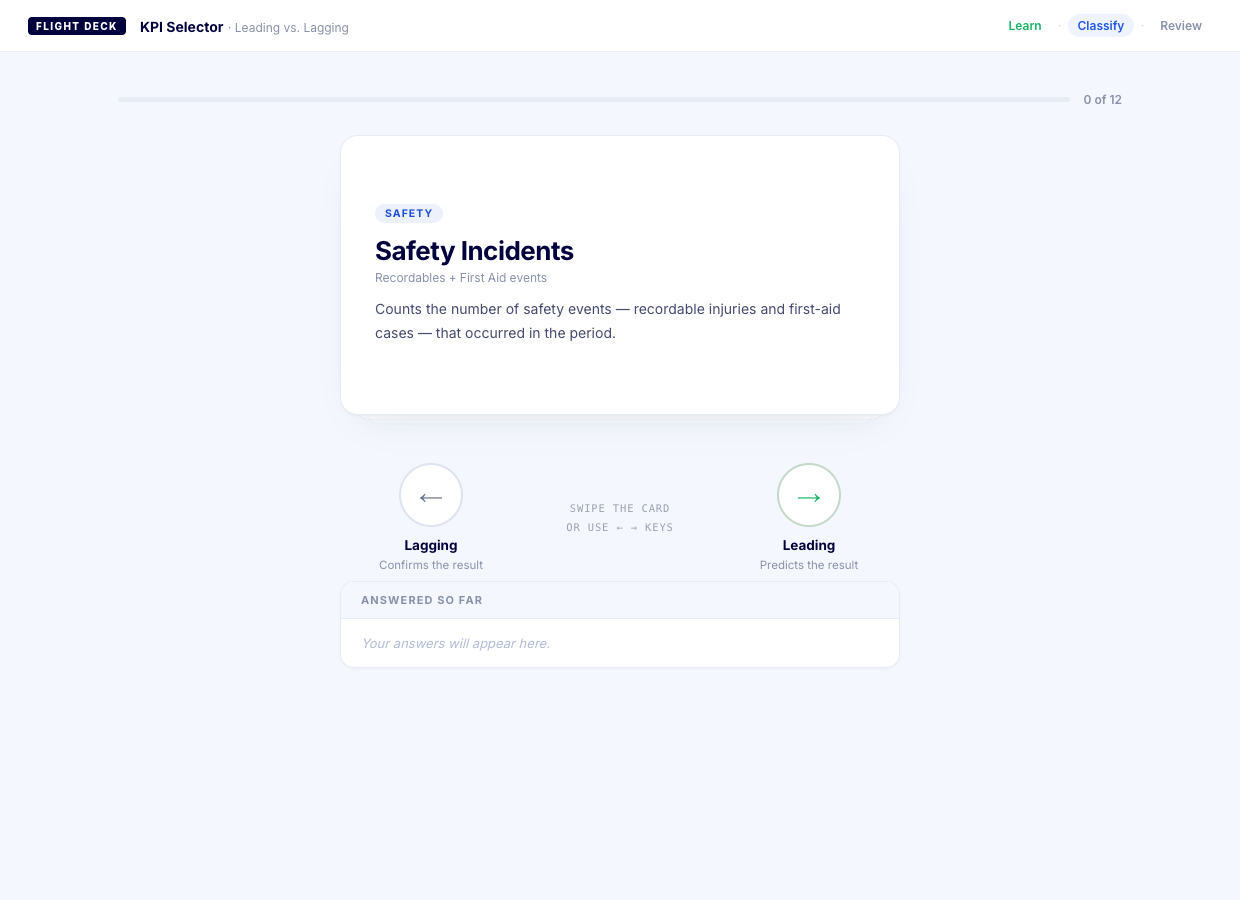 FLIGHT DECK KPI Selector · Leading vs. Lagging
Learn · Classify · Review
0 of 12
SAFETY
Safety Incidents
Recordables + First Aid events
Counts the number of safety events — recordable injuries and first-aid
cases — that occurred in the period.
←
Lagging
Confirms the result
SWIPE THE CARD
OR USE ← → KEYS
→
Leading
Predicts the result
ANSWERED SO FAR
Your answers will appear here.